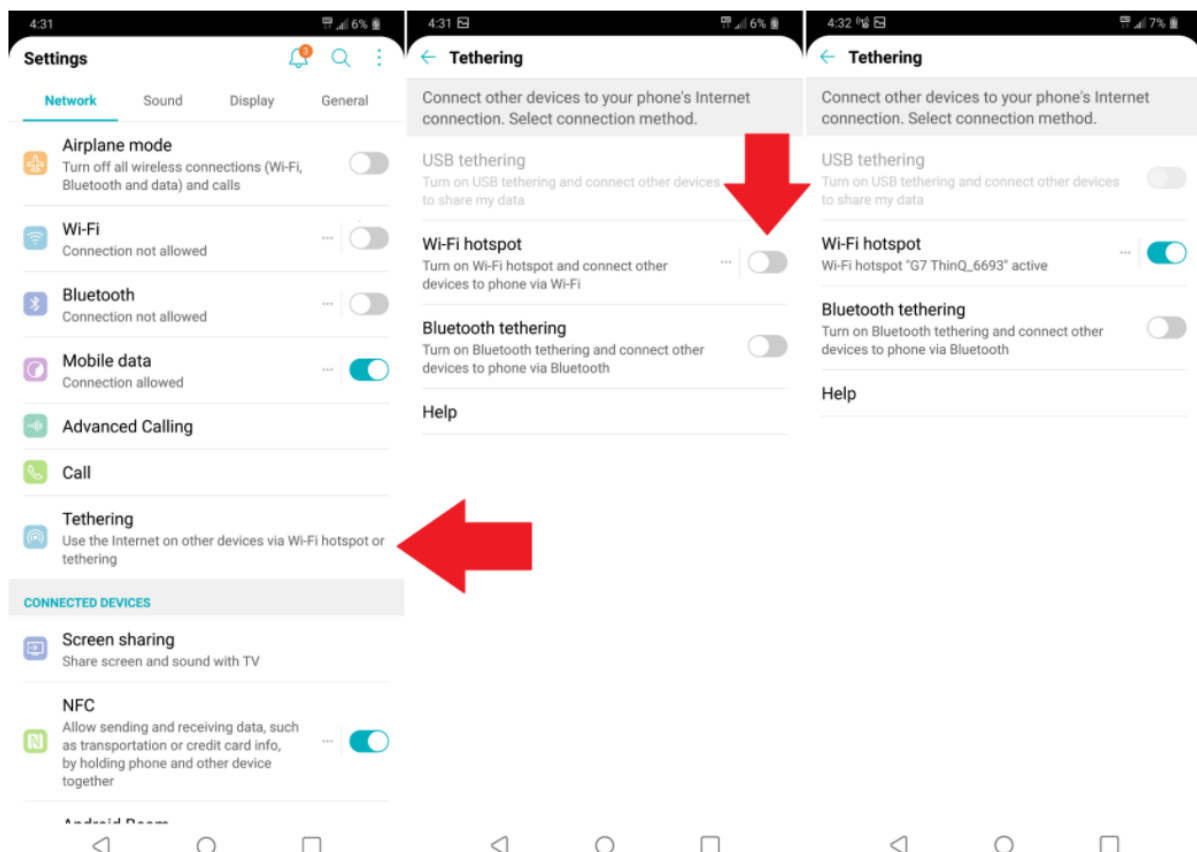 4:31 6%
Settings 3
Network Sound Display General
Airplane mode
Turn off all wireless connections (Wi-Fi,
Bluetooth and data) and calls
Wi-Fi
Connection not allowed
Bluetooth
Connection not allowed
Mobile data
Connection allowed
Advanced Calling
Call
Tethering
Use the Internet on other devices via Wi-Fi hotspot or
tethering
CONNECTED DEVICES
Screen sharing
Share screen and sound with TV
NFC
Allow sending and receiving data, such
as transportation or credit card info,
by holding phone and other device
together
4:31 6%
Tethering
Connect other devices to your phone's Internet
connection. Select connection method.
USB tethering
Turn on USB tethering and connect other devices
to share my data
Wi-Fi hotspot
Turn on Wi-Fi hotspot and connect other
devices to phone via Wi-Fi
Bluetooth tethering
Turn on Bluetooth tethering and connect other
devices to phone via Bluetooth
Help
4:32 7%
Tethering
Connect other devices to your phone's Internet
connection. Select connection method.
USB tethering
Turn on USB tethering and connect other devices
to share my data
Wi-Fi hotspot
Wi-Fi hotspot "G7 ThinQ_6693" active
Bluetooth tethering
Turn on Bluetooth tethering and connect other
devices to phone via Bluetooth
Help